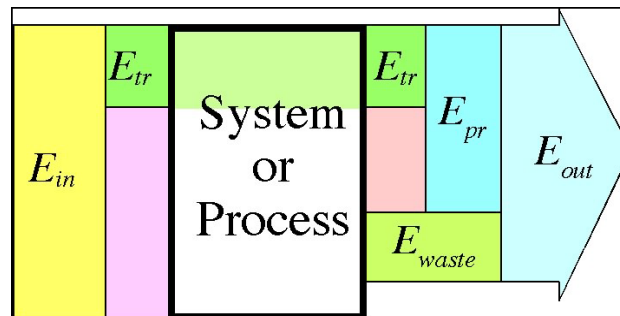 E_in
E_tr
System
or
Process
E_tr
E_pr
E_waste
E_out